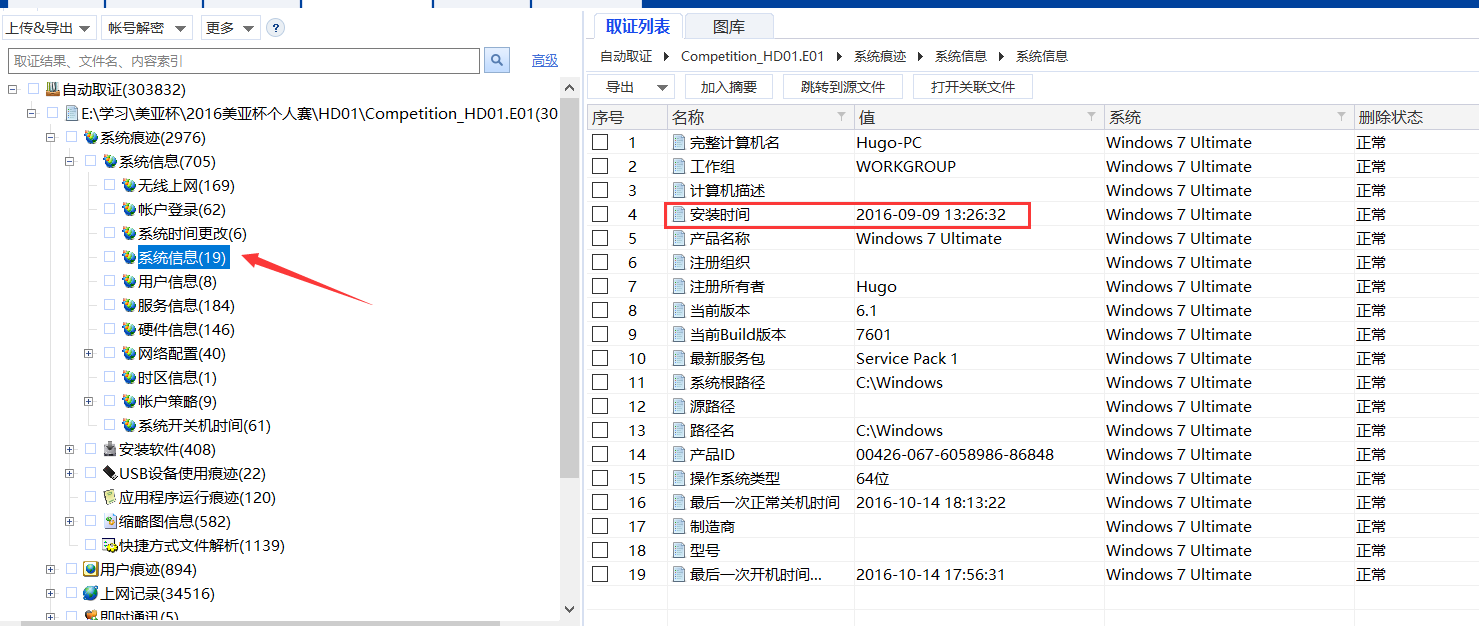 上传&导出 帐号解密 更多 ?
取证结果、文件名、内容索引 高级
自动取证(303832)
E:\学习\美亚杯\2016美亚杯个人赛\HD01\Competition_HD01.E01(30
系统痕迹(2976)
系统信息(705)
无线上网(169)
帐户登录(62)
系统时间更改(6)
系统信息(19)
用户信息(8)
服务信息(184)
硬件信息(146)
网络配置(40)
时区信息(1)
帐户策略(9)
系统开关机时间(61)
安装软件(408)
USB设备使用痕迹(22)
应用程序运行痕迹(120)
缩略图信息(582)
快捷方式文件解析(1139)
用户痕迹(894)
上网记录(34516)
即时通讯(5)
取证列表 图库
自动取证 Competition_HD01.E01 系统痕迹 系统信息 系统信息
导出 加入摘要 跳转到源文件 打开关联文件
序号 名称 值 系统 删除状态
1 完整计算机名 Hugo-PC Windows 7 Ultimate 正常
2 工作组 WORKGROUP Windows 7 Ultimate 正常
3 计算机描述 Windows 7 Ultimate 正常
4 安装时间 2016-09-09 13:26:32 Windows 7 Ultimate 正常
5 产品名称 Windows 7 Ultimate Windows 7 Ultimate 正常
6 注册组织 Windows 7 Ultimate 正常
7 注册所有者 Hugo Windows 7 Ultimate 正常
8 当前版本 6.1 Windows 7 Ultimate 正常
9 当前Build版本 7601 Windows 7 Ultimate 正常
10 最新服务包 Service Pack 1 Windows 7 Ultimate 正常
11 系统根路径 C:\Windows Windows 7 Ultimate 正常
12 源路径 Windows 7 Ultimate 正常
13 路径名 C:\Windows Windows 7 Ultimate 正常
14 产品ID 00426-067-6058986-86848 Windows 7 Ultimate 正常
15 操作系统类型 64位 Windows 7 Ultimate 正常
16 最后一次正常关机时间 2016-10-14 18:13:22 Windows 7 Ultimate 正常
17 制造商 Windows 7 Ultimate 正常
18 型号 Windows 7 Ultimate 正常
19 最后一次开机时间... 2016-10-14 17:56:31 Windows 7 Ultimate 正常